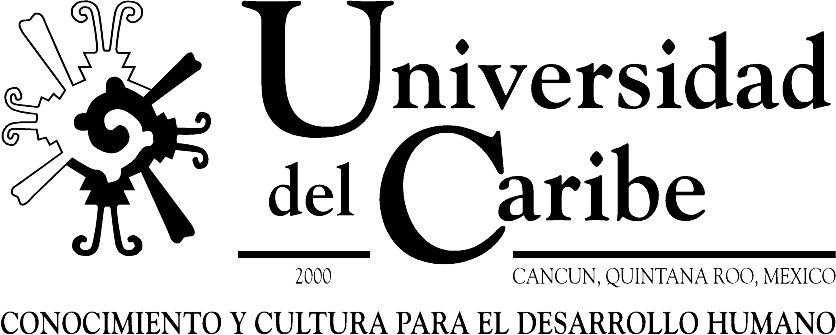 Universidad
del Caribe
2000
CANCUN, QUINTANA ROO, MEXICO
CONOCIMIENTO Y CULTURA PARA EL DESARROLLO HUMANO